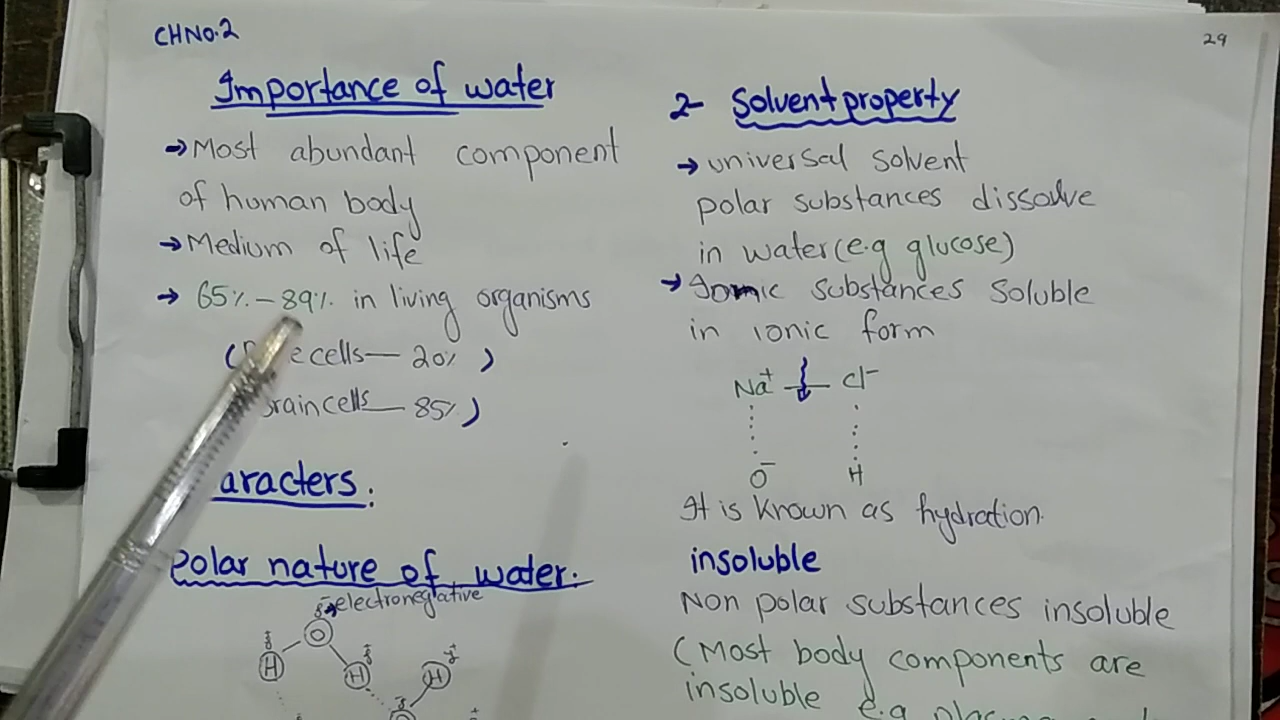 CHNO.2
29
Importance of water
→ Most abundant component
of human body
→ Medium of life
→ 65% – 89% in living organisms
( cells — 20% )
cells — 85% )
Polar nature of water.
δ⁻ → electronegative
δ⁺ δ⁺ δ⁺
O
H H H
2- Solvent property
→ universal solvent
polar substances dissolve
in water (e.g glucose)
→ Ionic substances soluble
in ionic form
Na⁺ Cl⁻
O⁻ H
It is known as hydration.
insoluble
Non polar substances insoluble
(Most body components are
insoluble e.g